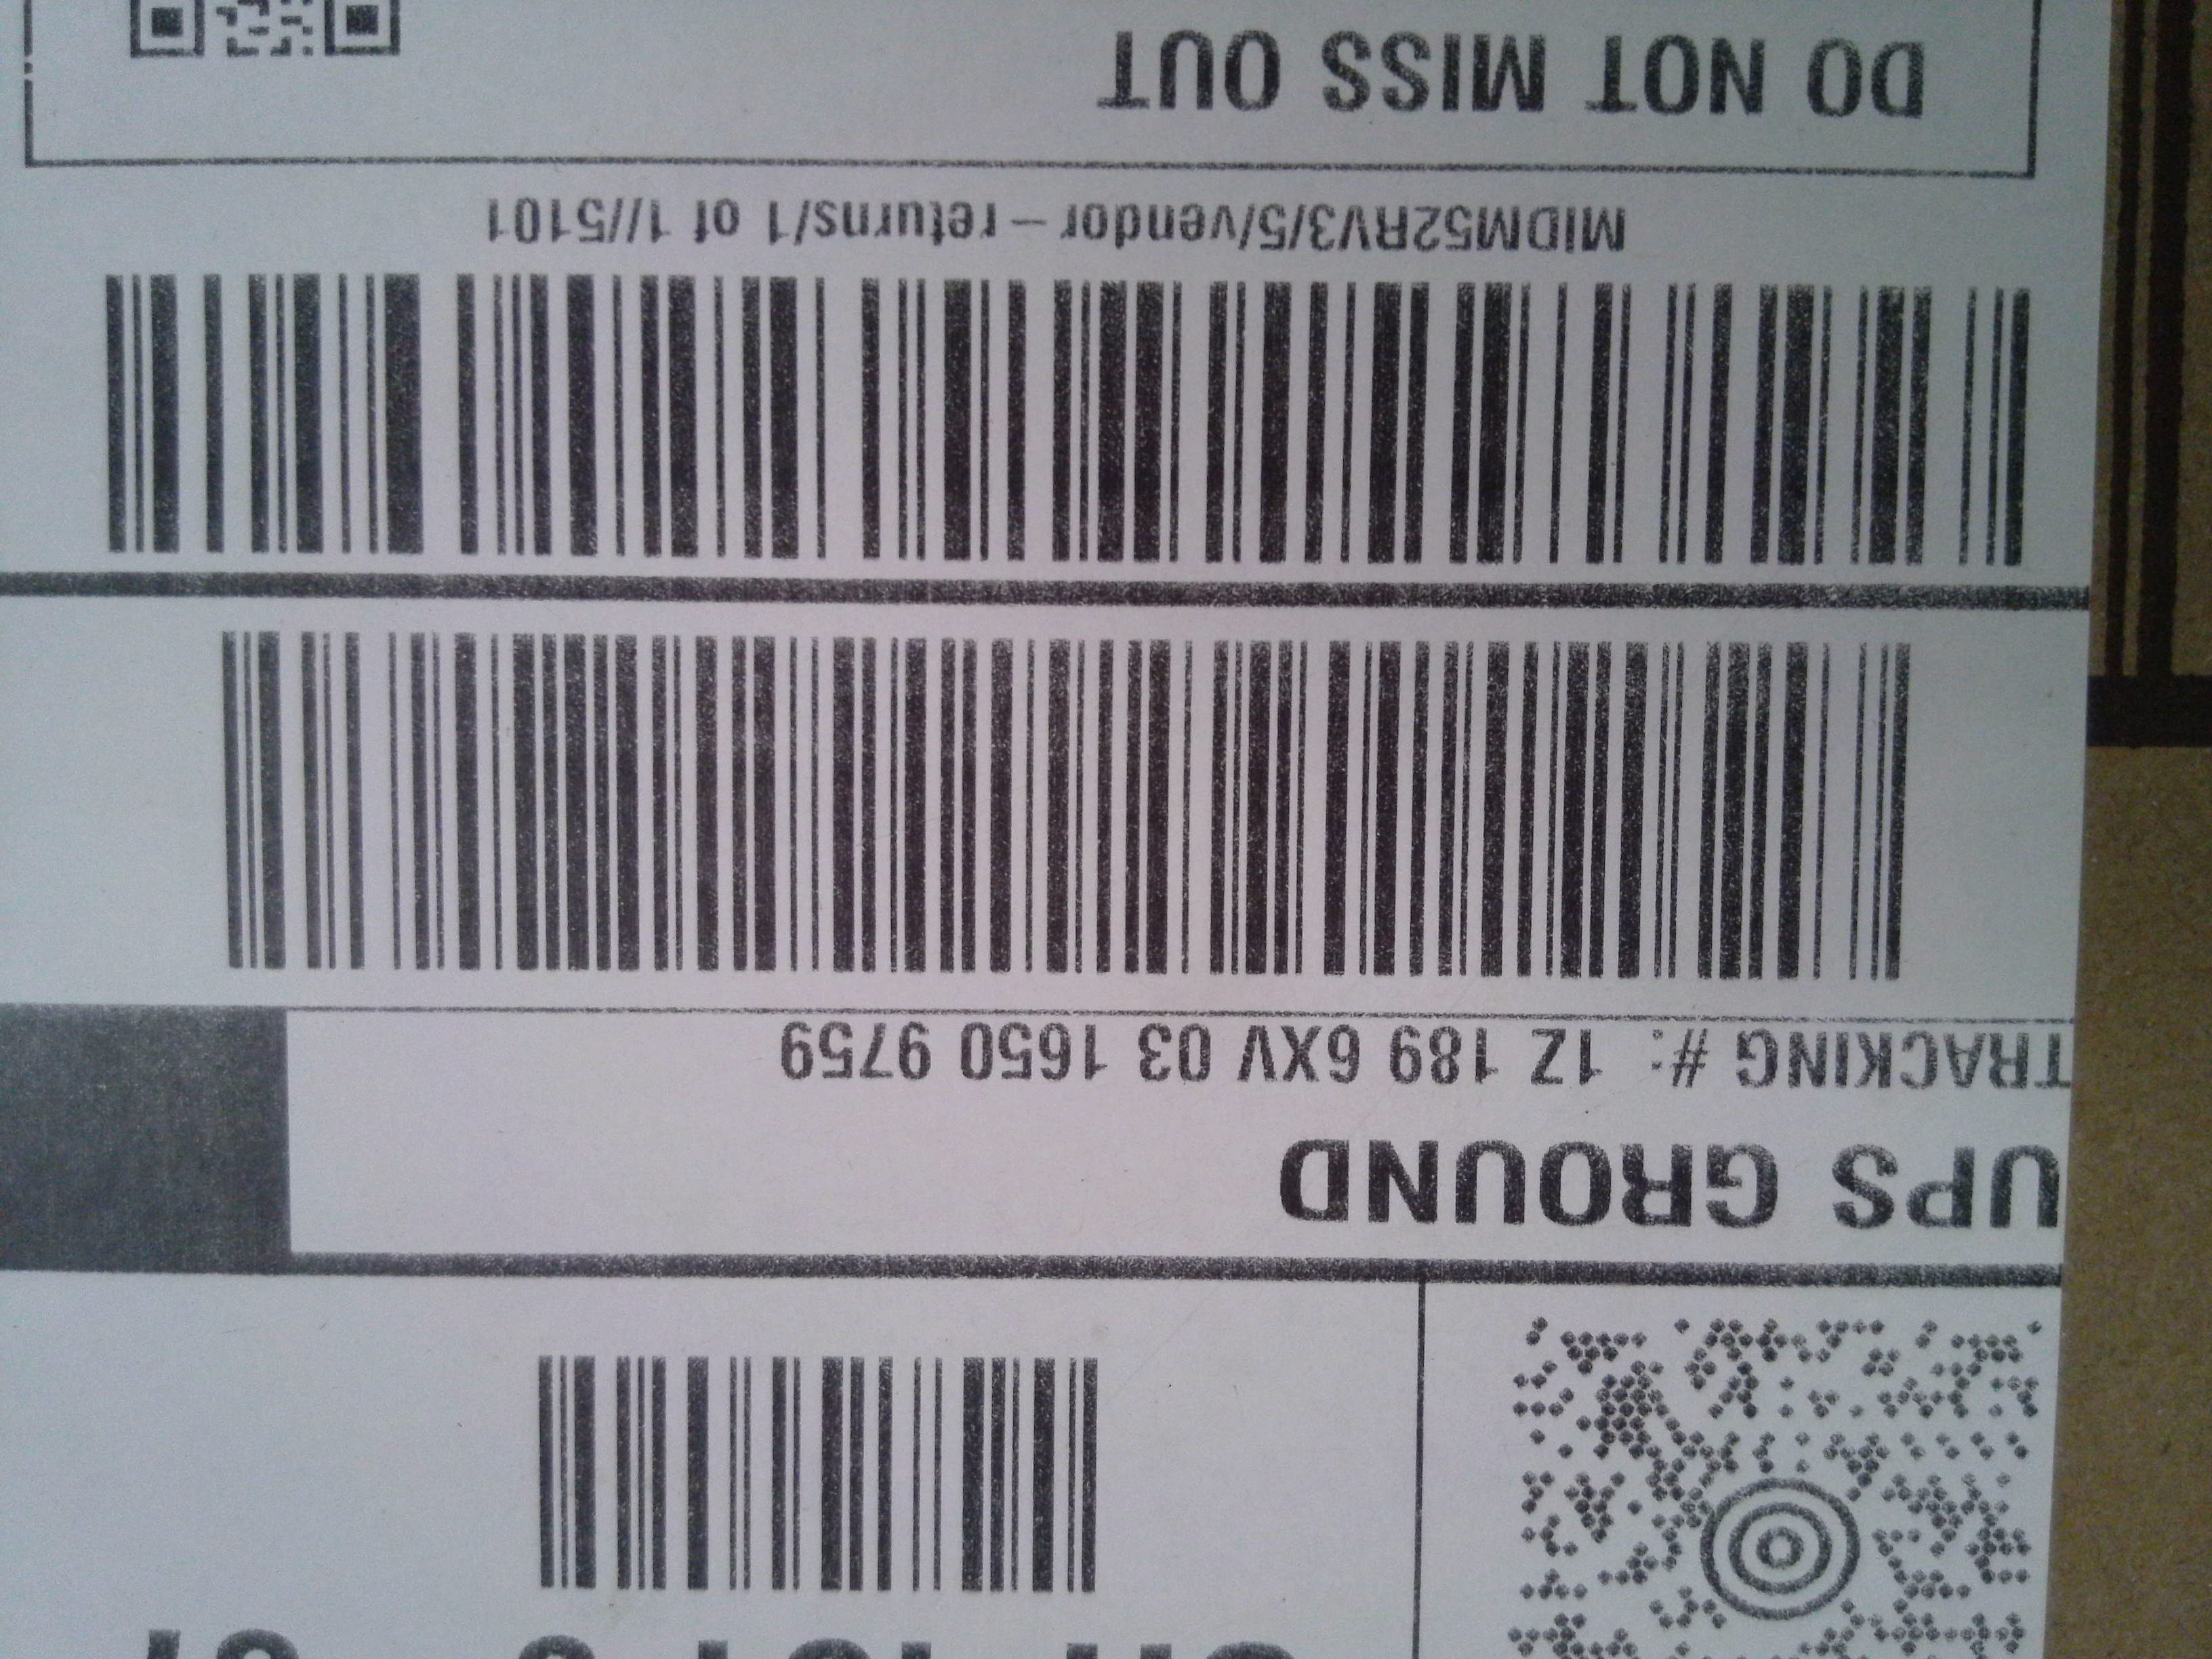 UPS GROUND
TRACKING #: 1Z 189 6XV 03 1650 9759
MIDM52RV3/5/vendor – returns/1 of 1//5101
DO NOT MISS OUT